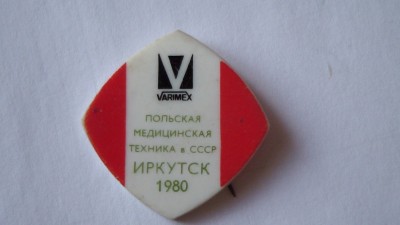 V
VARIMEX
ПОЛЬСКАЯ
МЕДИЦИНСКАЯ
ТЕХНИКА в СССР
ИРКУТСК
1980